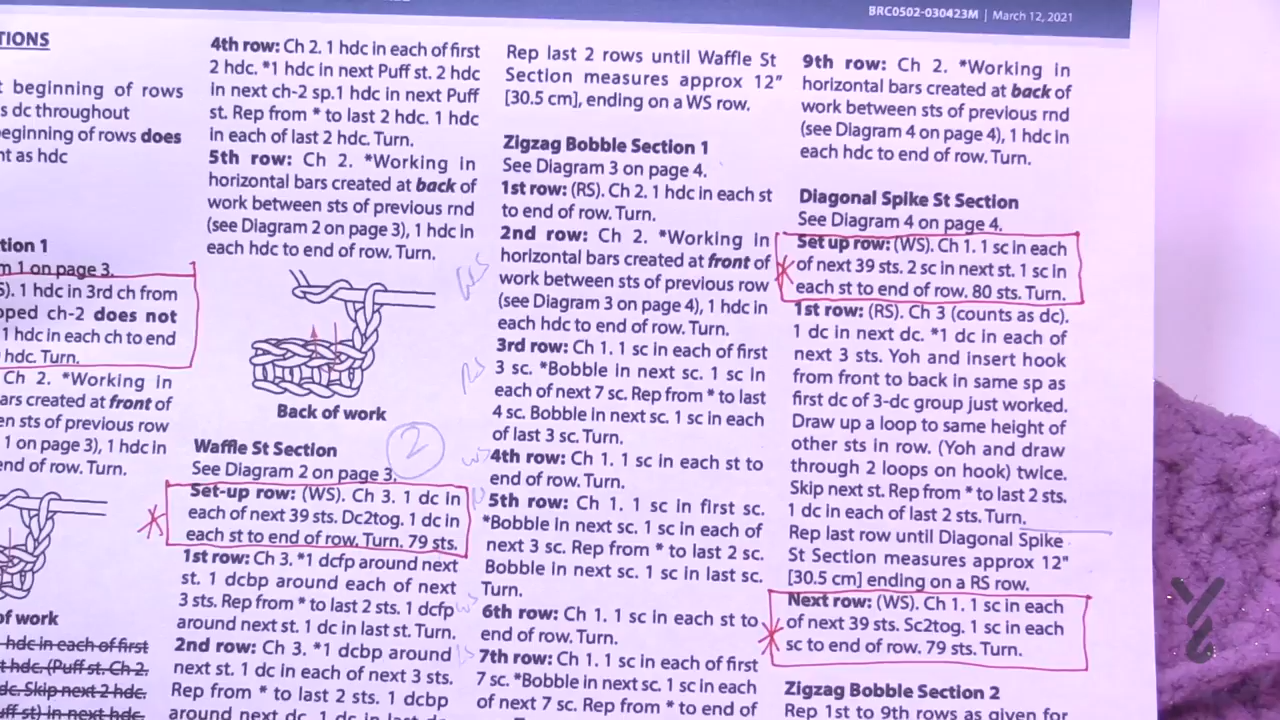 BRC0502-030423M | March 12, 2021
TIONS
t beginning of rows
s dc throughout
eginning of rows does
nt as hdc
tion 1
m 1 on page 3.
S). 1 hdc in 3rd ch from
pped ch-2 does not
1 hdc in each ch to end
hdc. Turn.
Ch 2. *Working in
ars created at front of
en sts of previous row
1 on page 3), 1 hdc in
end of row. Turn.
of work
hdc in each of first
t hdc. (Puff st. Ch 2.
dc. Skip next 2 hdc.
uff st) in next hdc.
4th row: Ch 2. 1 hdc in each of first
2 hdc. *1 hdc in next Puff st. 2 hdc
in next ch-2 sp.1 hdc in next Puff
st. Rep from * to last 2 hdc. 1 hdc
in each of last 2 hdc. Turn.
5th row: Ch 2. *Working in
horizontal bars created at back of
work between sts of previous rnd
(see Diagram 2 on page 3), 1 hdc in
each hdc to end of row. Turn.
Back of work
2
Waffle St Section
See Diagram 2 on page 3.
Set-up row: (WS). Ch 3. 1 dc in
each of next 39 sts. Dc2tog. 1 dc in
each st to end of row. Turn. 79 sts.
1st row: Ch 3. *1 dcfp around next
st. 1 dcbp around each of next
3 sts. Rep from * to last 2 sts. 1 dcfp
around next st. 1 dc in last st. Turn.
2nd row: Ch 3. *1 dcbp around
next st. 1 dc in each of next 3 sts.
Rep from * to last 2 sts. 1 dcbp
around next dc. 1 dc in last dc
Rep last 2 rows until Waffle St
Section measures approx 12"
[30.5 cm], ending on a WS row.
Zigzag Bobble Section 1
See Diagram 3 on page 4.
1st row: (RS). Ch 2. 1 hdc in each st
to end of row. Turn.
2nd row: Ch 2. *Working in
horizontal bars created at front of
work between sts of previous row
(see Diagram 3 on page 4), 1 hdc in
each hdc to end of row. Turn.
WS
3rd row: Ch 1. 1 sc in each of first
3 sc. *Bobble in next sc. 1 sc in
each of next 7 sc. Rep from * to last
4 sc. Bobble in next sc. 1 sc in each
of last 3 sc. Turn.
RS
4th row: Ch 1. 1 sc in each st to
end of row. Turn.
WS
5th row: Ch 1. 1 sc in first sc.
*Bobble in next sc. 1 sc in each of
next 3 sc. Rep from * to last 2 sc.
Bobble in next sc. 1 sc in last sc.
Turn.
6th row: Ch 1. 1 sc in each st to
end of row. Turn.
WS
7th row: Ch 1. 1 sc in each of first
7 sc. *Bobble in next sc. 1 sc in each
of next 7 sc. Rep from * to end of
9th row: Ch 2. *Working in
horizontal bars created at back of
work between sts of previous rnd
(see Diagram 4 on page 4), 1 hdc in
each hdc to end of row. Turn.
Diagonal Spike St Section
See Diagram 4 on page 4.
Set up row: (WS). Ch 1. 1 sc in each
of next 39 sts. 2 sc in next st. 1 sc in
each st to end of row. 80 sts. Turn.
1st row: (RS). Ch 3 (counts as dc).
1 dc in next dc. *1 dc in each of
next 3 sts. Yoh and insert hook
from front to back in same sp as
first dc of 3-dc group just worked.
Draw up a loop to same height of
other sts in row. (Yoh and draw
through 2 loops on hook) twice.
Skip next st. Rep from * to last 2 sts.
1 dc in each of last 2 sts. Turn.
Rep last row until Diagonal Spike
St Section measures approx 12"
[30.5 cm] ending on a RS row.
Next row: (WS). Ch 1. 1 sc in each
of next 39 sts. Sc2tog. 1 sc in each
sc to end of row. 79 sts. Turn.
Zigzag Bobble Section 2
Rep 1st to 9th rows as given for